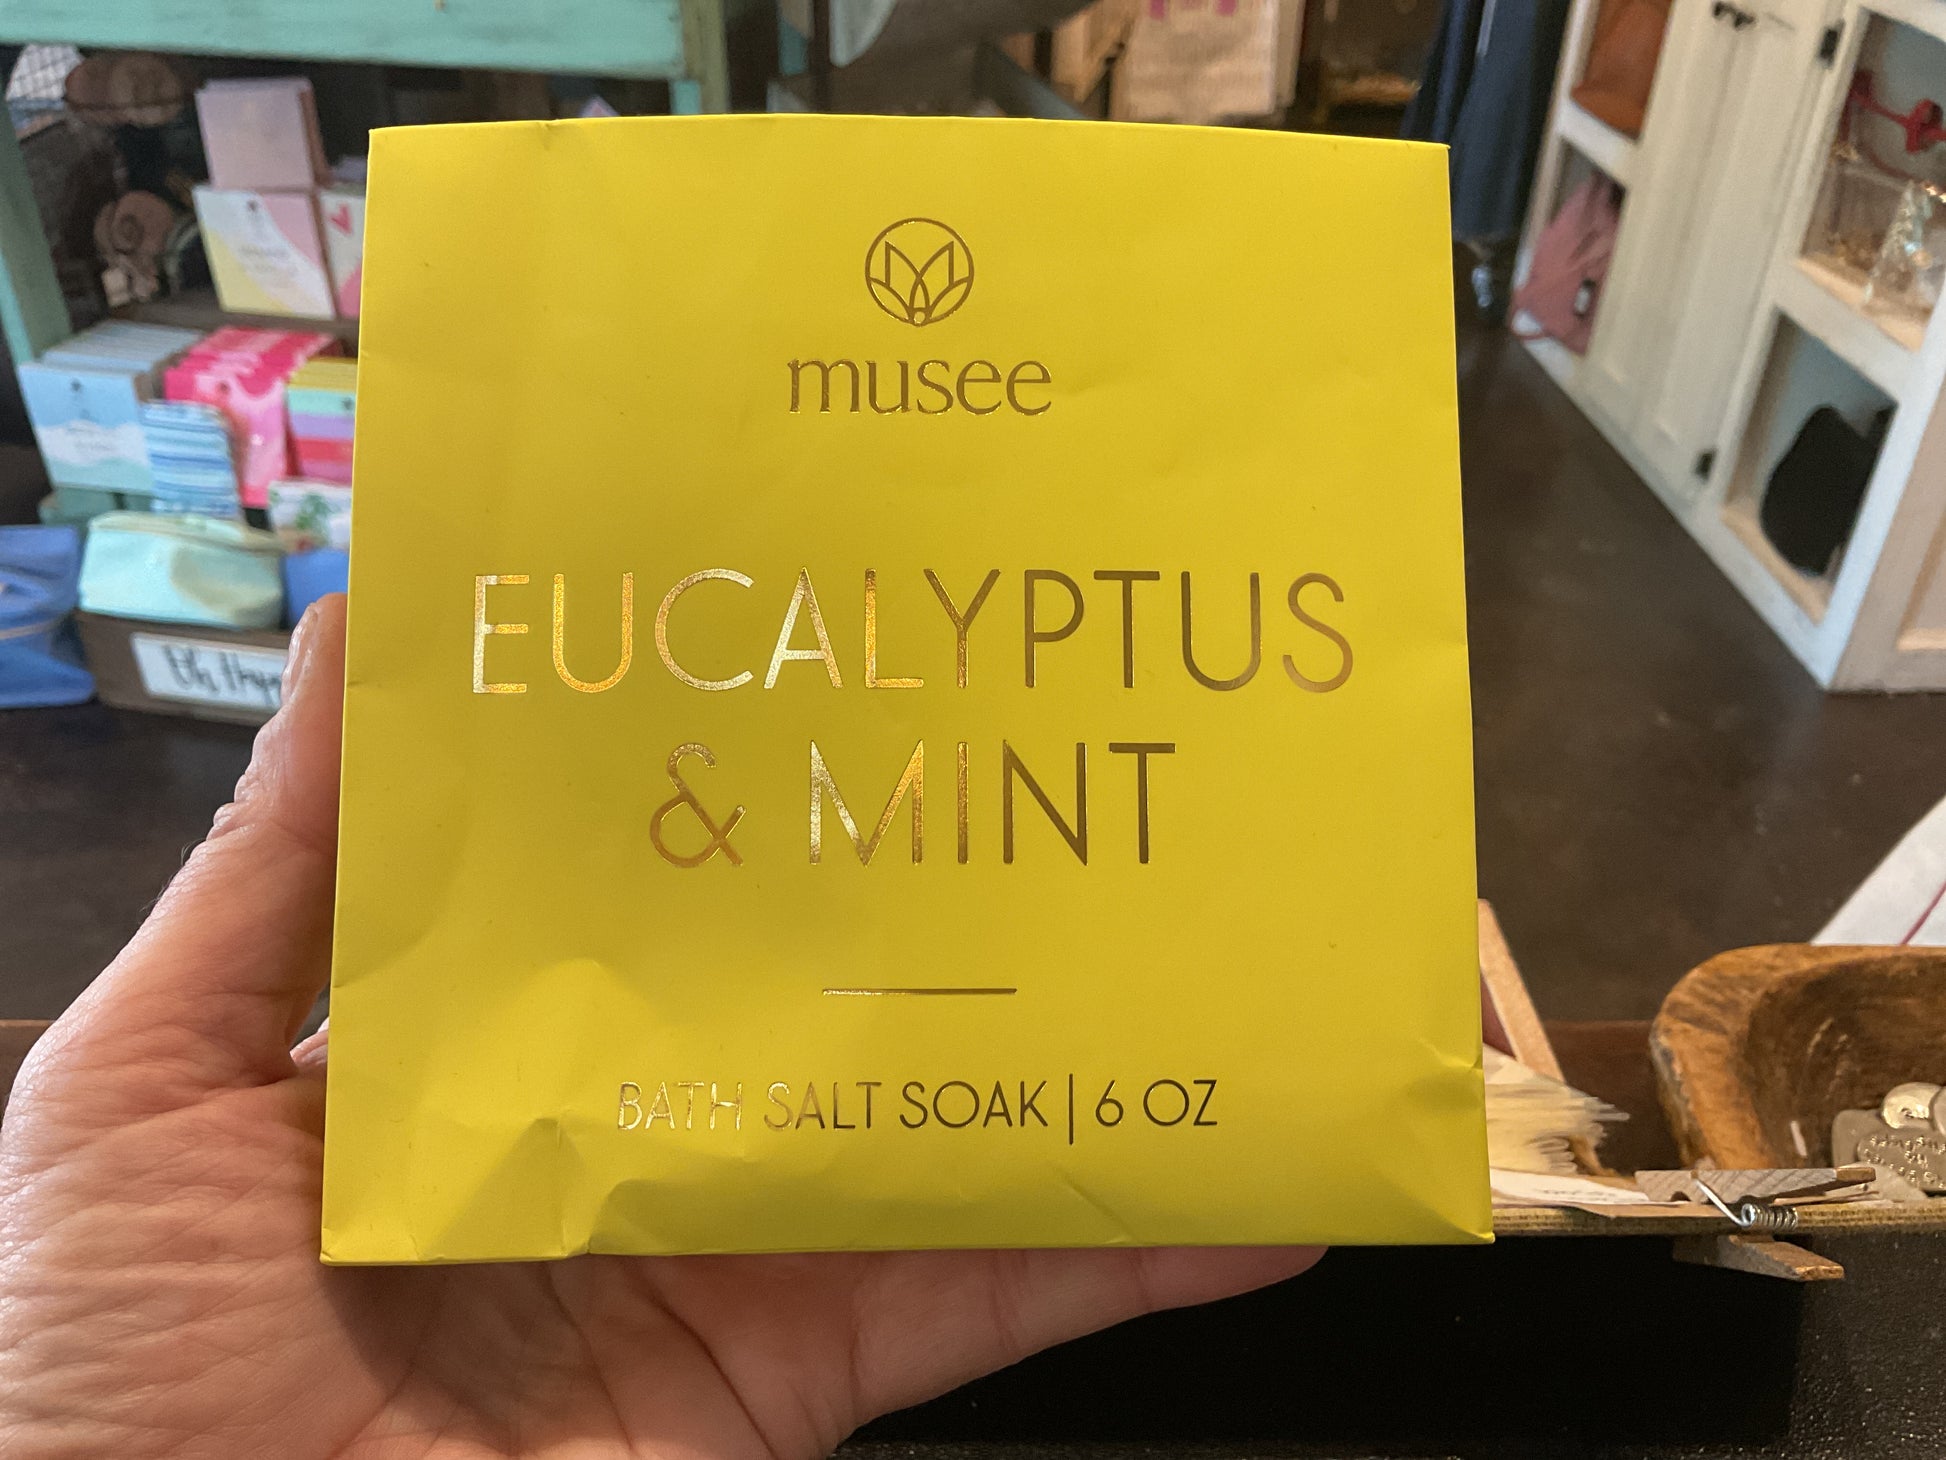 musee
EUCALYPTUS
& MINT
BATH SALT SOAK | 6 OZ